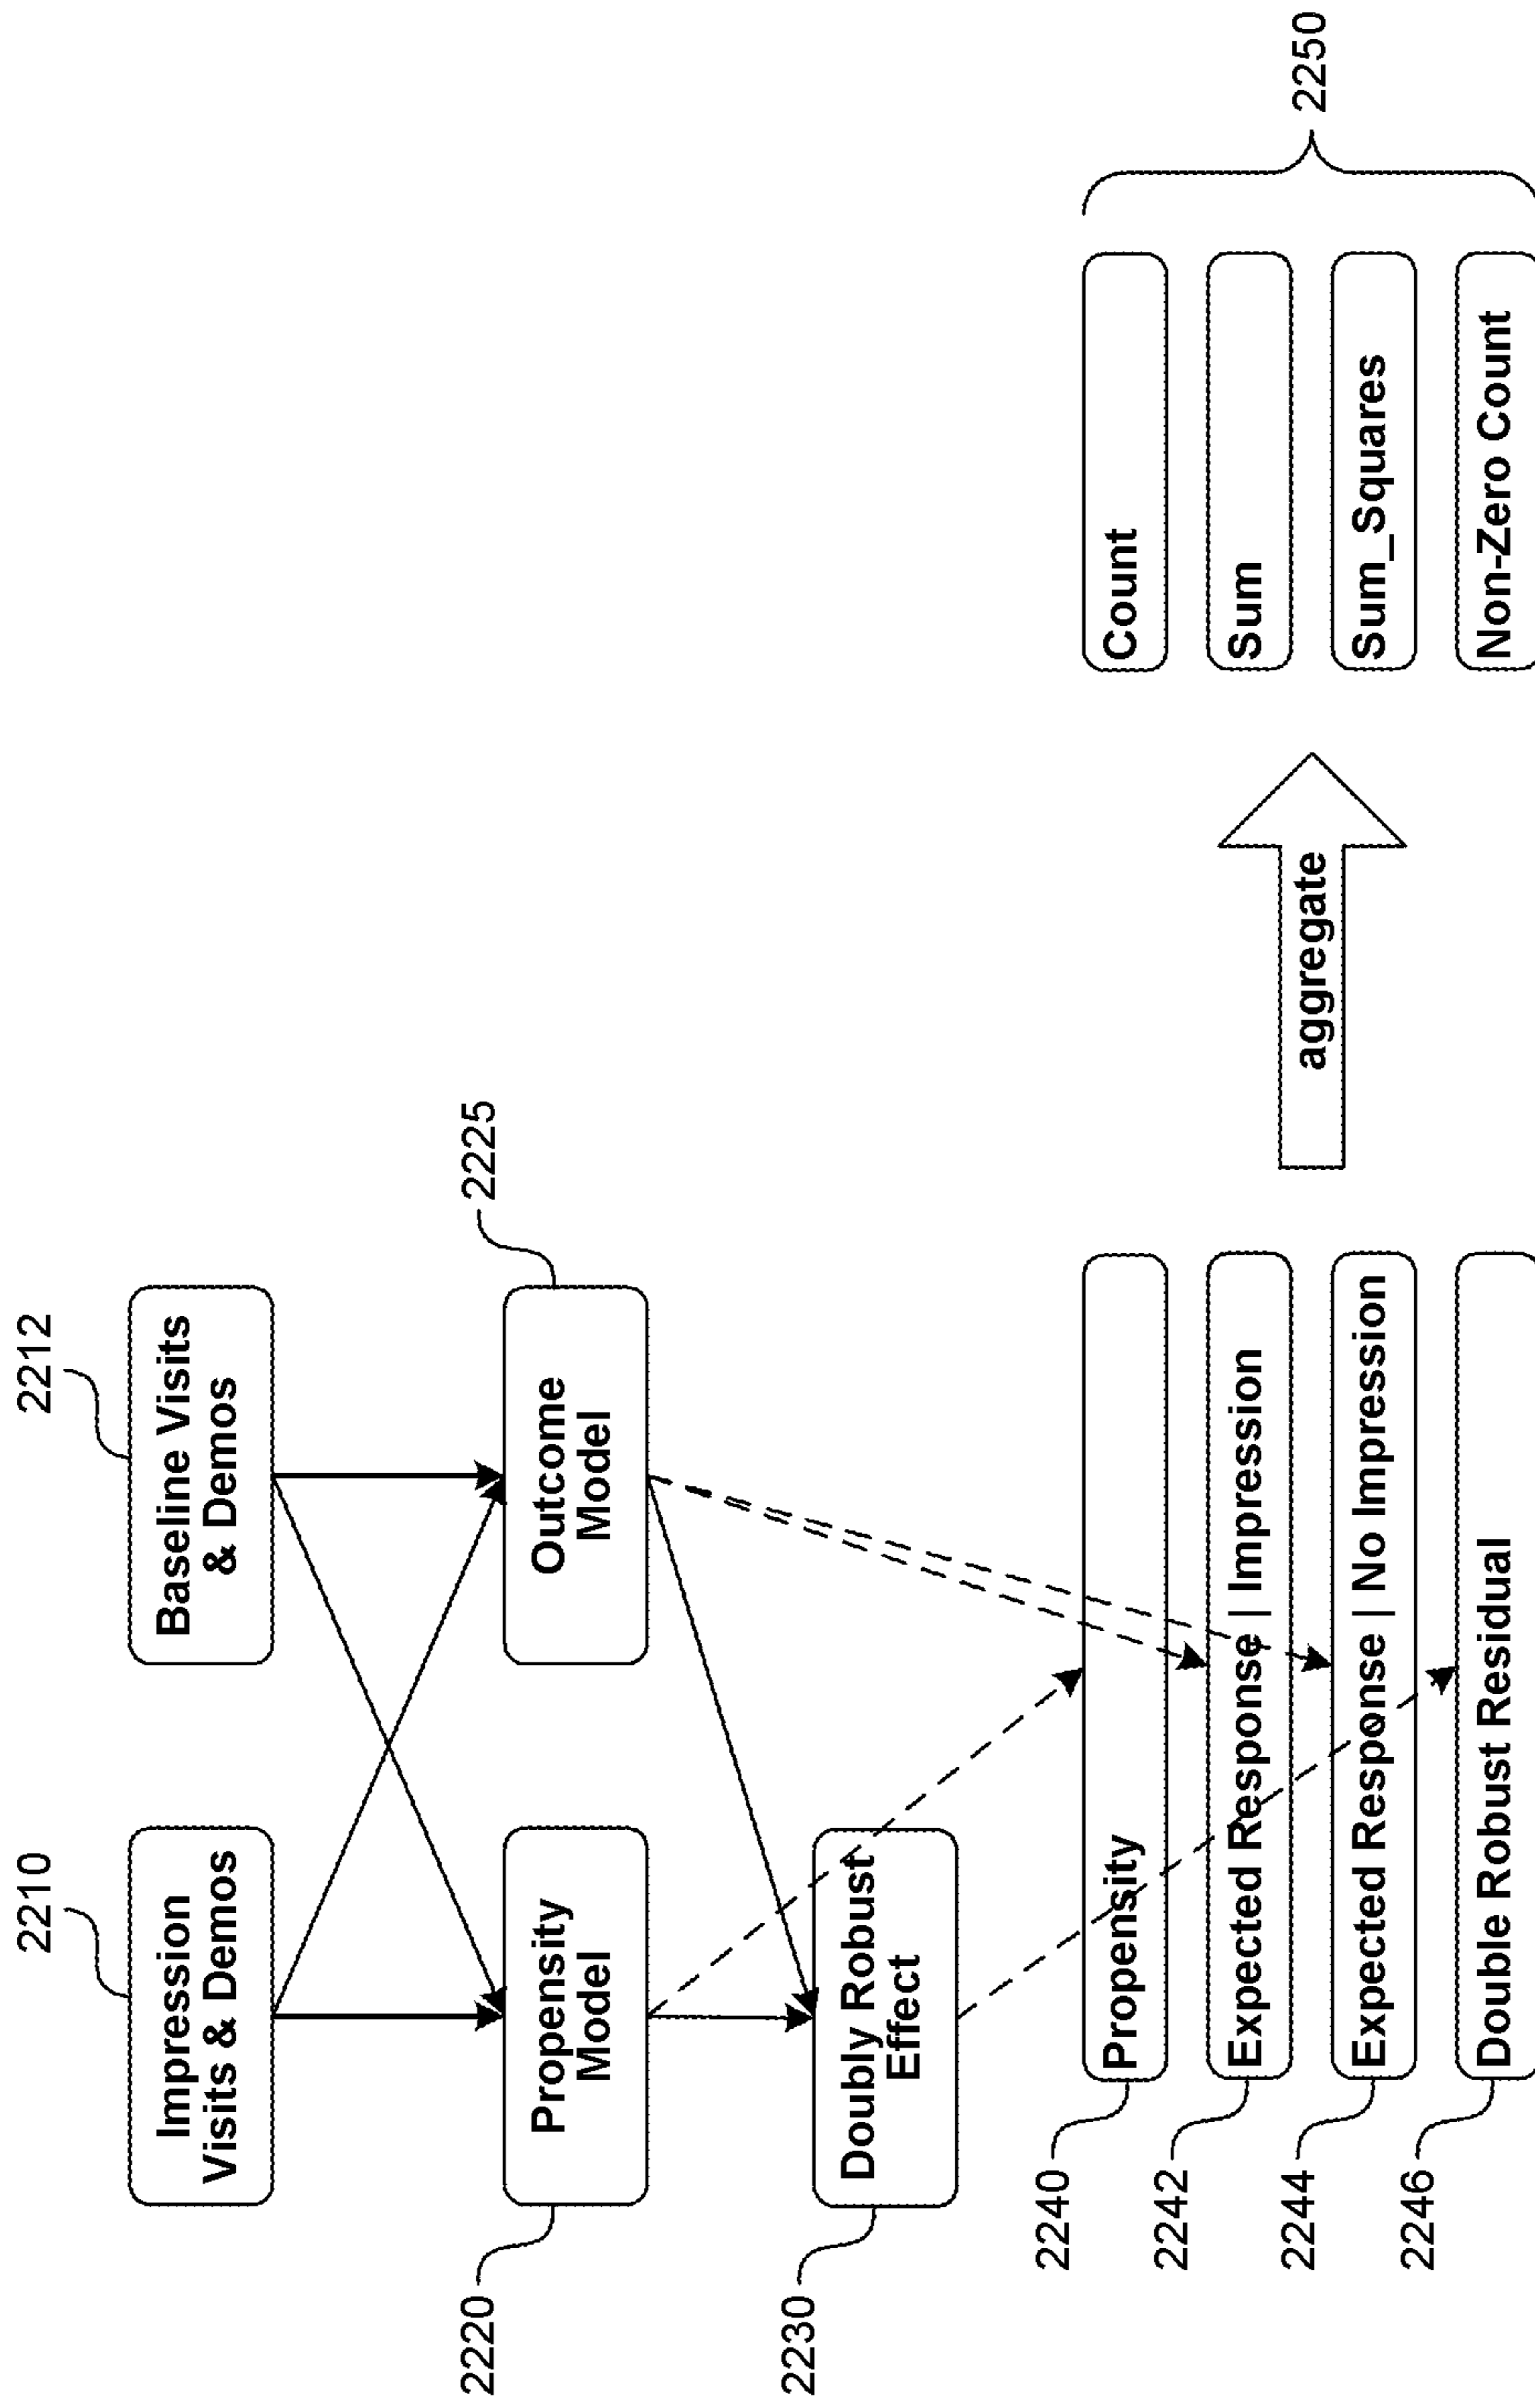 2210
2212
Impression
Visits & Demos
Baseline Visits
& Demos
2220
Propensity
Model
Outcome
Model
2225
2230
Doubly Robust
Effect
2240
Propensity
2242
Expected Response | Impression
2244
Expected Response | No Impression
2246
Double Robust Residual
aggregate
Count
Sum
Sum_Squares
Non-Zero Count
2250